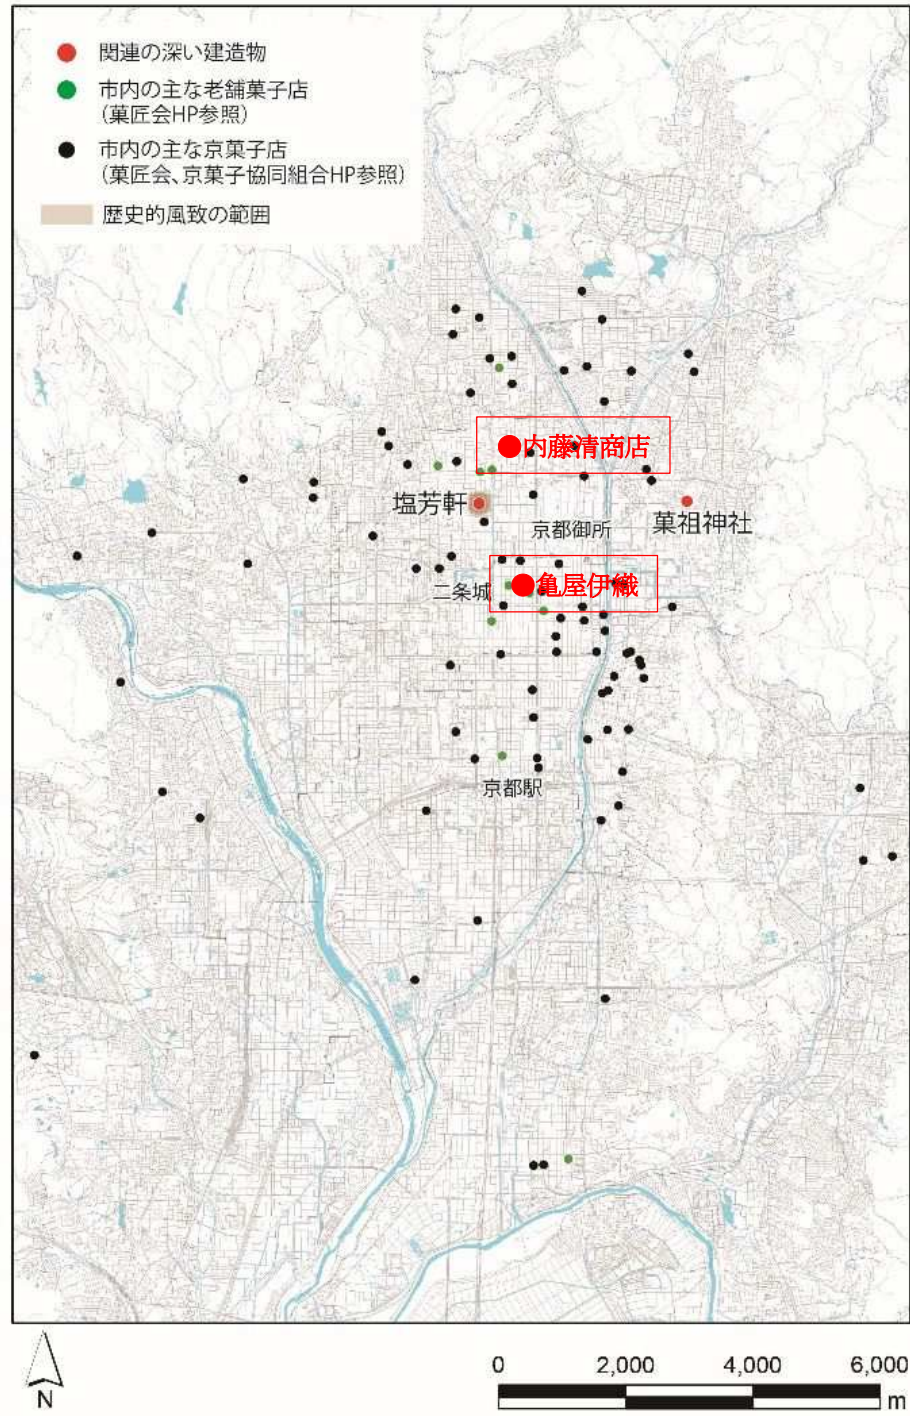 関連の深い建造物
市内の主な老舗菓子店
(菓匠会HP参照)
市内の主な京菓子店
(菓匠会、京菓子協同組合HP参照)
歴史的風致の範囲
内藤清商店
塩芳軒
京都御所
菓祖神社
二条城
亀屋伊織
京都駅
N
0 2,000 4,000 6,000
m